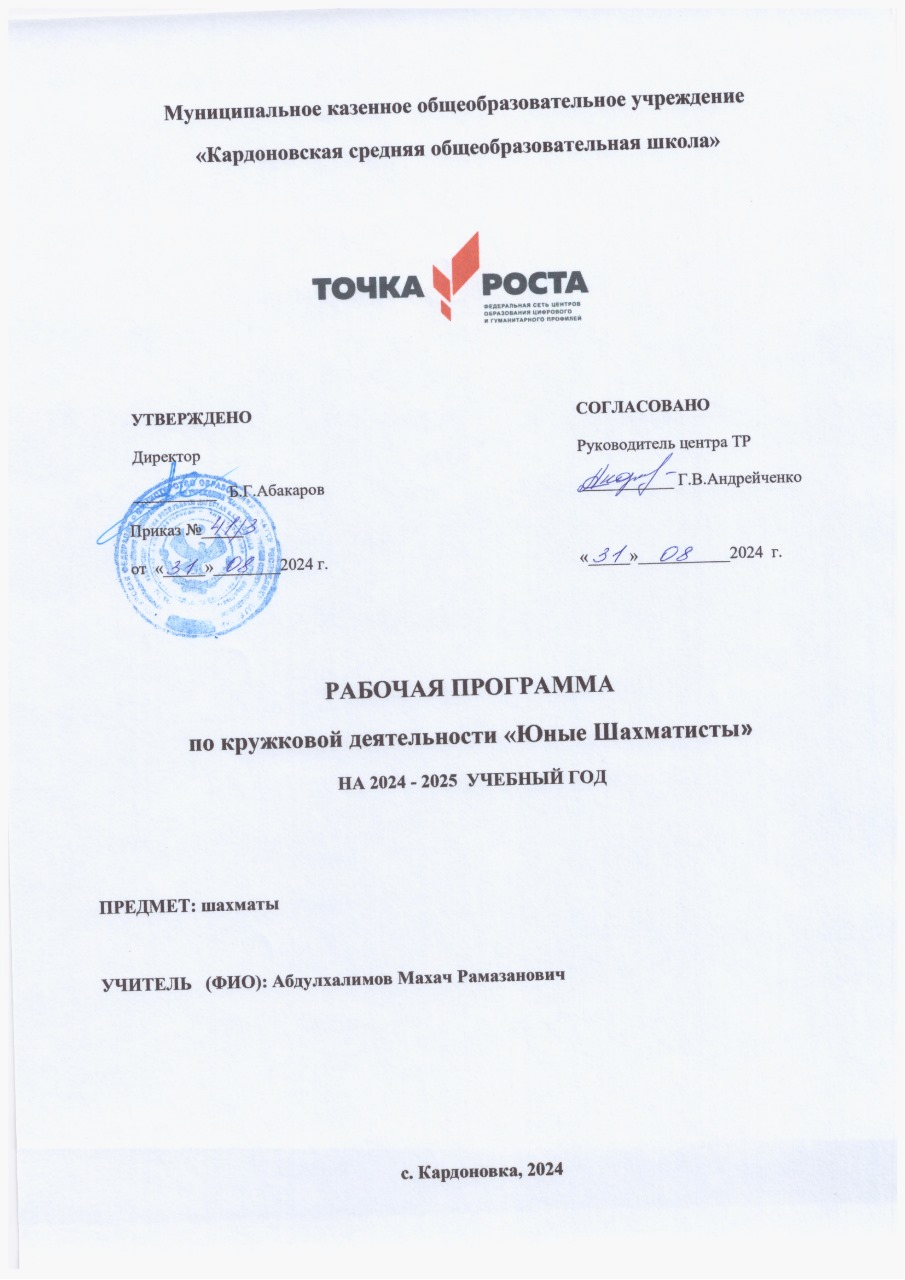 Муниципальное казенное общеобразовательное учреждение
«Кардоновская средняя общеобразовательная школа»
ТОЧКА РОСТА
ФЕДЕРАЛЬНАЯ СЕТЬ ЦЕНТРОВ
ОБРАЗОВАНИЯ ЦИФРОВОГО
И ГУМАНИТАРНОГО ПРОФИЛЕЙ
УТВЕРЖДЕНО
Директор
Б.Г.Абакаров
Приказ № 41/3
от «31» 08 2024 г.
СОГЛАСОВАНО
Руководитель центра ТР
Г.В.Андрейченко
«31» 08 2024 г.
РАБОЧАЯ ПРОГРАММА
по кружковой деятельности «Юные Шахматисты»
НА 2024 - 2025 УЧЕБНЫЙ ГОД
ПРЕДМЕТ: шахматы
УЧИТЕЛЬ (ФИО): Абдулхалимов Махач Рамазанович
с. Кардоновка, 2024